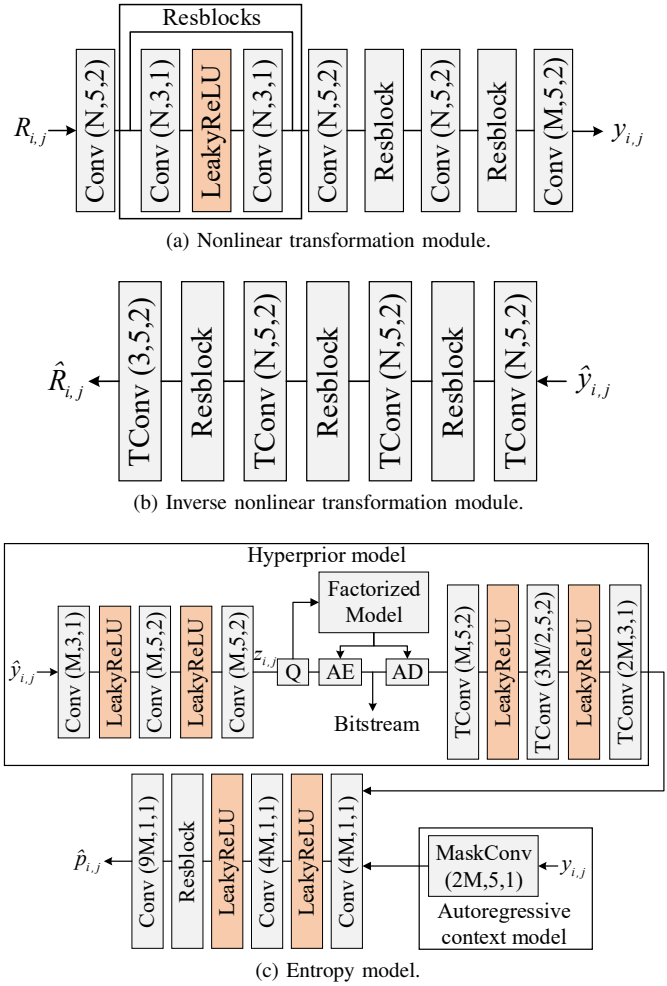 Resblocks
R_{i,j}
Conv (N,5,2)
Conv (N,3,1)
LeakyReLU
Conv (N,3,1)
Conv (N,5,2)
Resblock
Conv (N,5,2)
Resblock
Conv (M,5,2)
y_{i,j}
(a) Nonlinear transformation module.
R̂_{i,j}
TConv (3,5,2)
Resblock
TConv (N,5,2)
Resblock
TConv (N,5,2)
Resblock
TConv (N,5,2)
ŷ_{i,j}
(b) Inverse nonlinear transformation module.
Hyperprior model
ŷ_{i,j}
Conv (M,3,1)
LeakyReLU
Conv (M,5,2)
LeakyReLU
Conv (M,5,2)
z_{i,j}
Q
Factorized
Model
AE
AD
Bitstream
TConv (M,5,2)
LeakyReLU
TConv (3M/2,5,2)
LeakyReLU
TConv (2M,3,1)
p̂_{i,j}
Conv (9M,1,1)
Resblock
LeakyReLU
Conv (4M,1,1)
LeakyReLU
Conv (4M,1,1)
MaskConv
(2M,5,1)
y_{i,j}
Autoregressive
context model
(c) Entropy model.